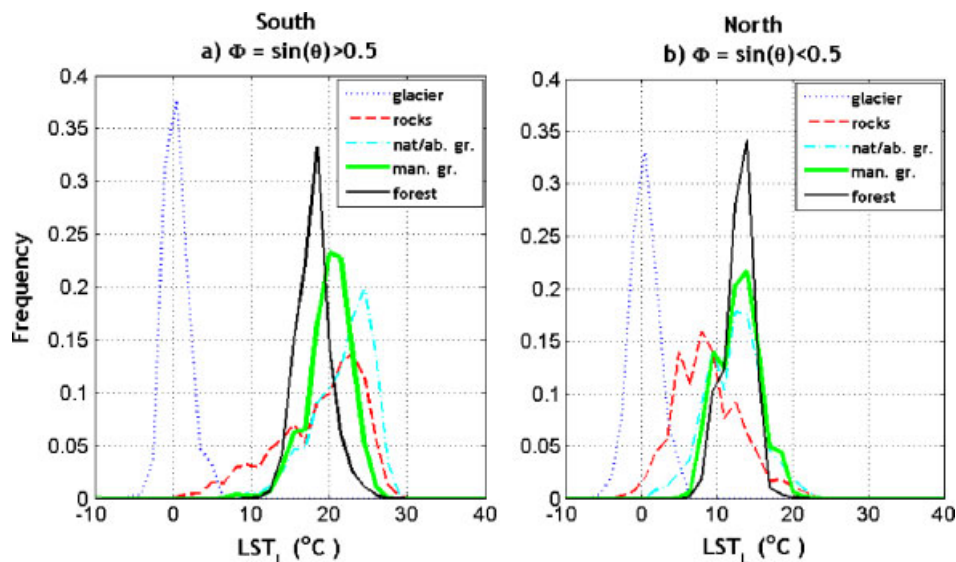 South
a) Φ = sin(θ)>0.5
North
b) Φ = sin(θ)<0.5
Frequency
0.4
0.35
0.3
0.25
0.2
0.15
0.1
0.05
0
-10
0
10
20
30
40
LST_L (°C)
glacier
rocks
nat/ab. gr.
man. gr.
forest
0.4
0.35
0.3
0.25
0.2
0.15
0.1
0.05
0
-10
0
10
20
30
40
LST_L (°C)
glacier
rocks
nat/ab. gr.
man. gr.
forest